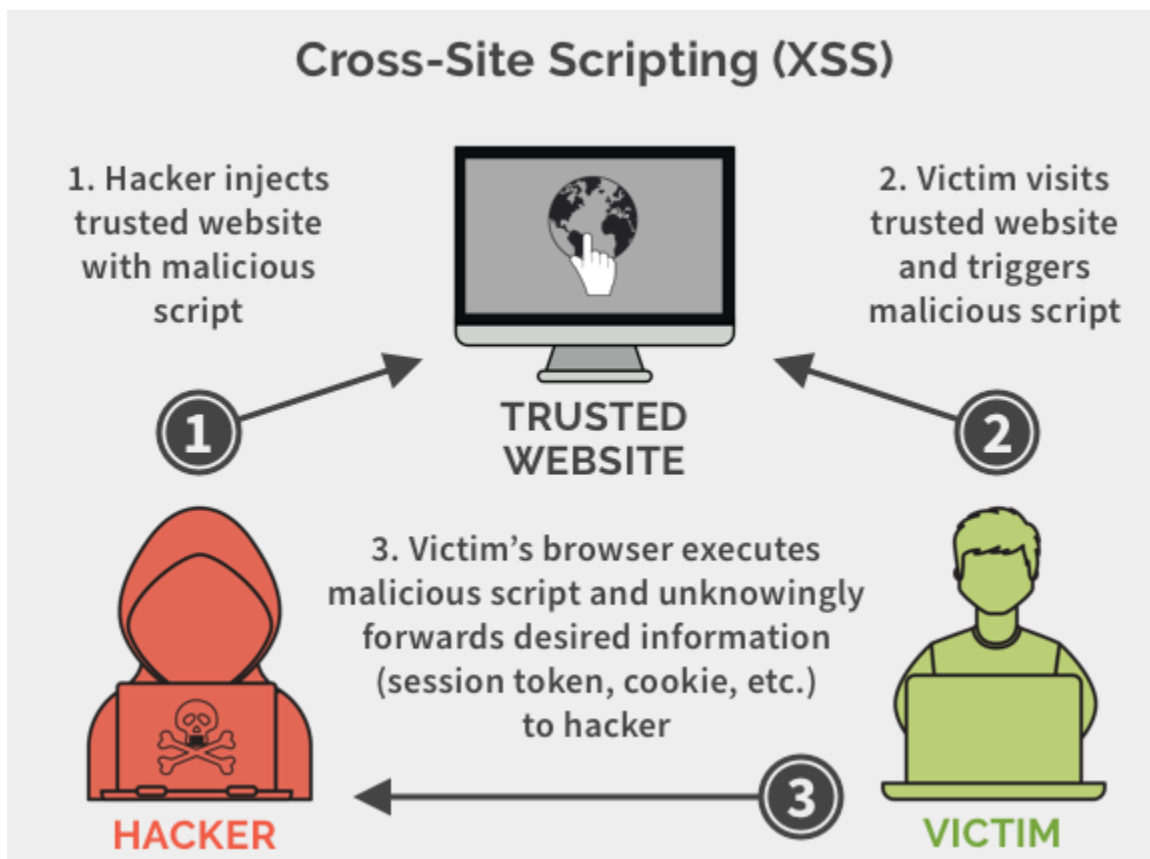 Cross-Site Scripting (XSS)
1. Hacker injects
trusted website
with malicious
script
2. Victim visits
trusted website
and triggers
malicious script
1
2
TRUSTED
WEBSITE
3. Victim’s browser executes
malicious script and unknowingly
forwards desired information
(session token, cookie, etc.)
to hacker
3
HACKER
VICTIM